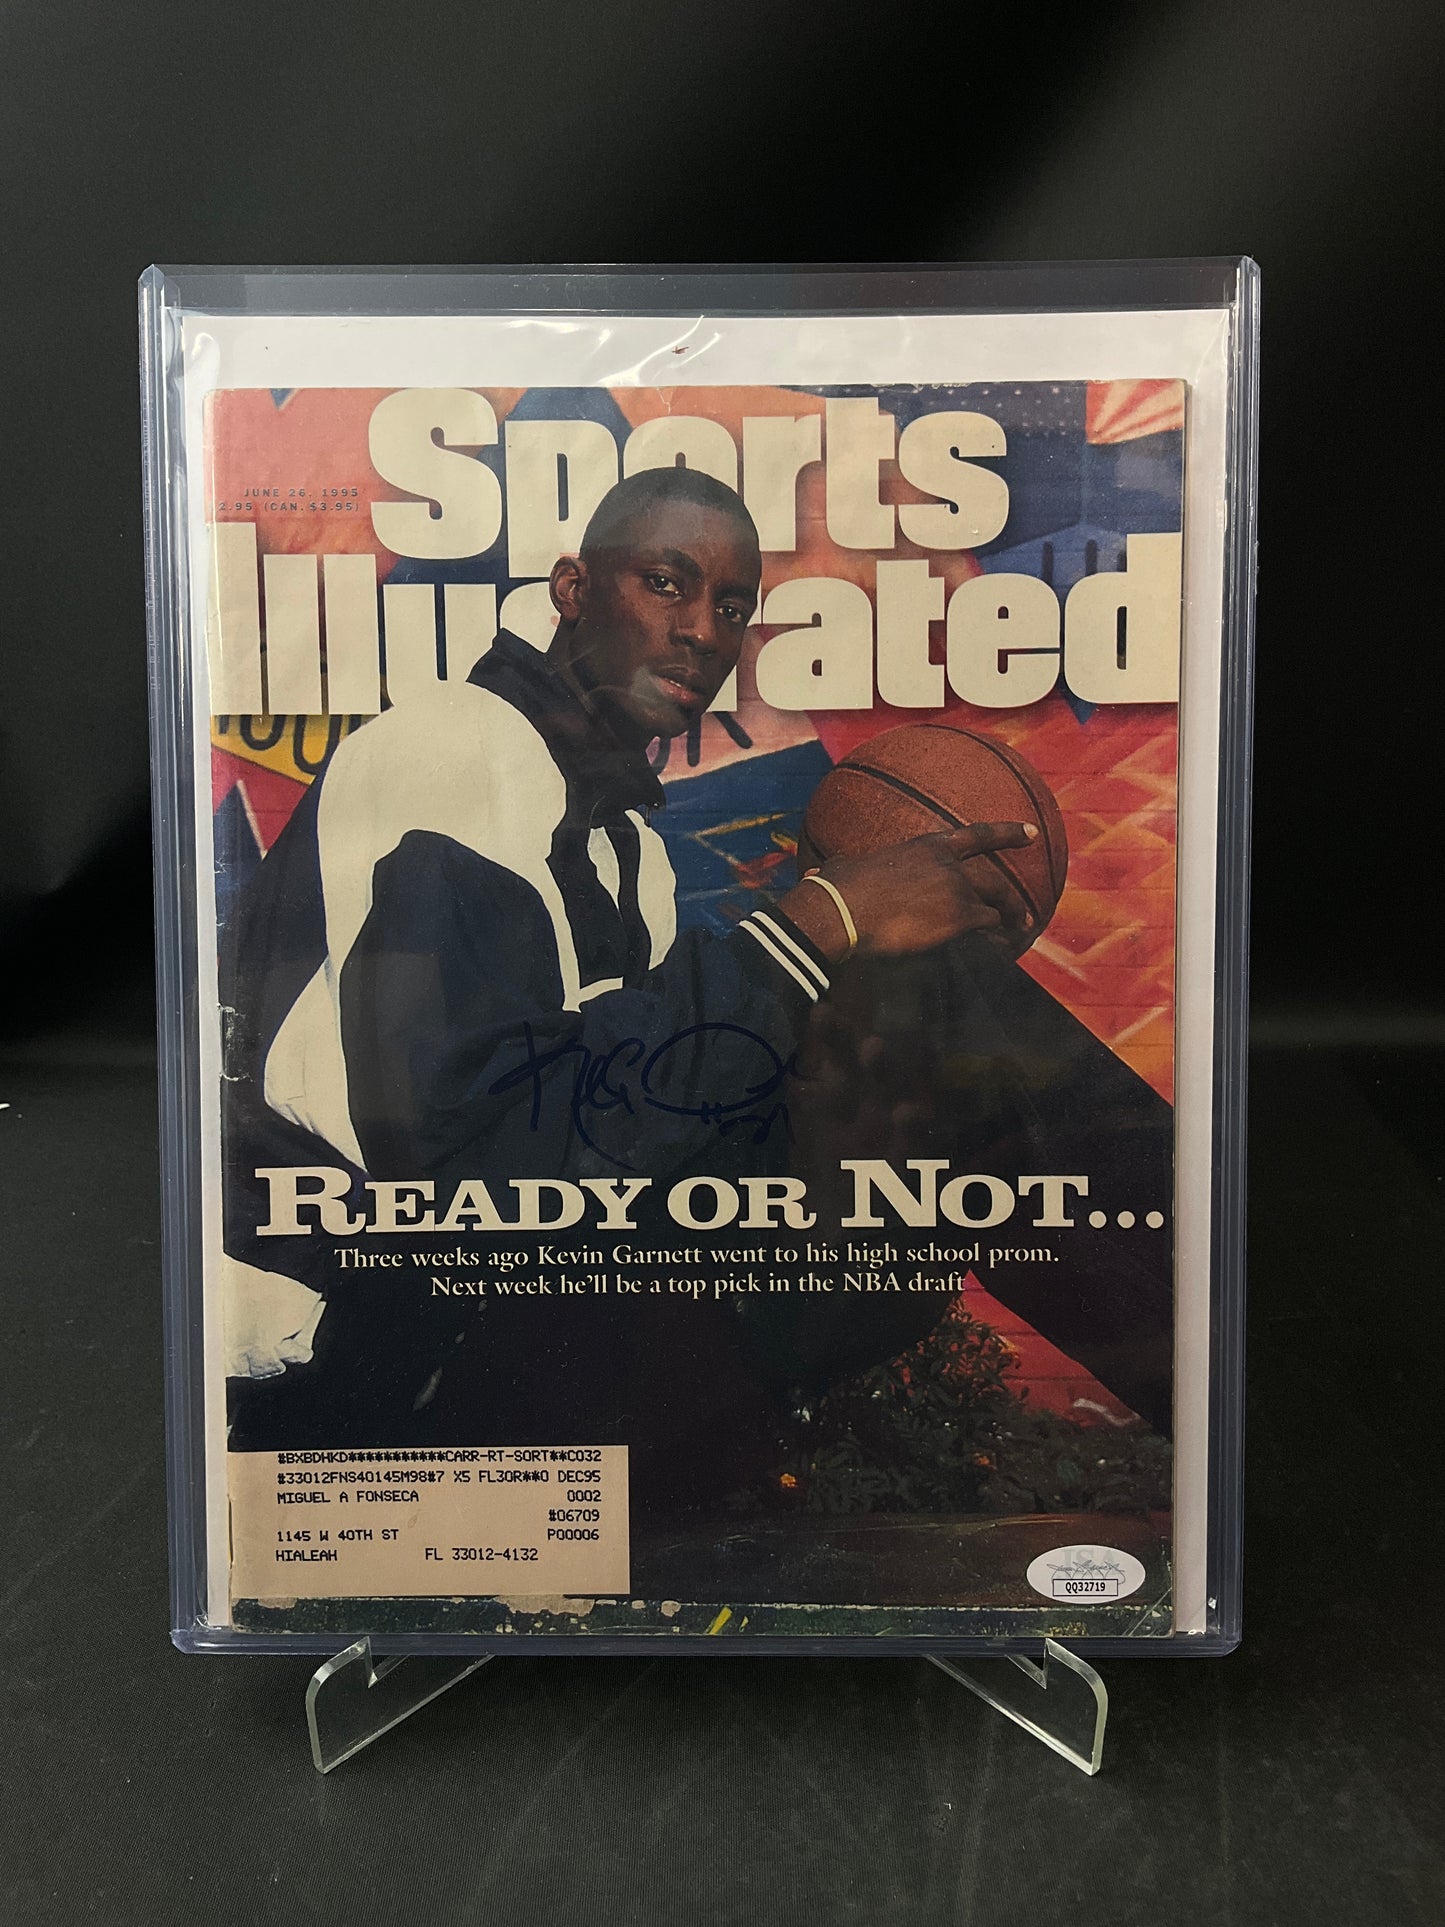 Sports
Illustrated
JUNE 26, 1995
2.95 (CAN. $3.95)
#21
READY OR NOT...
Three weeks ago Kevin Garnett went to his high school prom.
Next week he'll be a top pick in the NBA draft
#BXBDHKD***********CARR-RT-SORT**C032
#33012FNS40145M98#7 X5 FL3OR**0 DEC95
MIGUEL A FONSECA 0002
#06709
1145 W 40TH ST P00006
HIALEAH FL 33012-4132
JSA
QQ32719